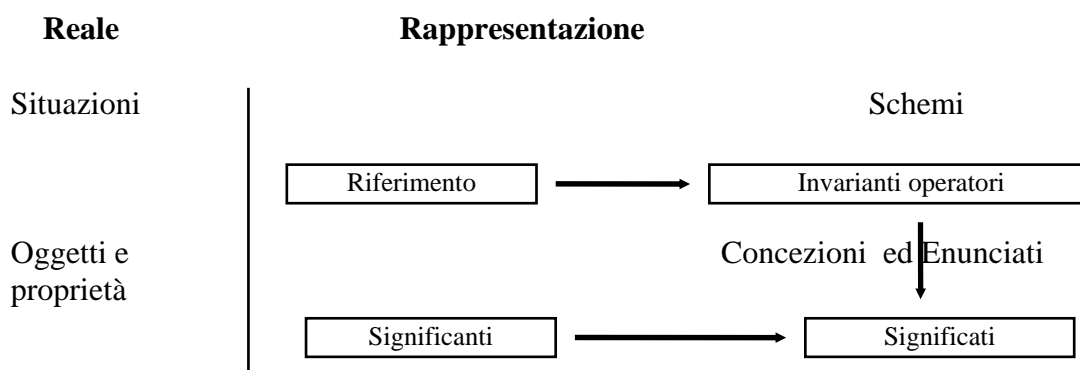 Reale Rappresentazione
Situazioni Schemi
Riferimento Invarianti operatori
Oggetti e Concezioni ed Enunciati
proprietà
Significanti Significati